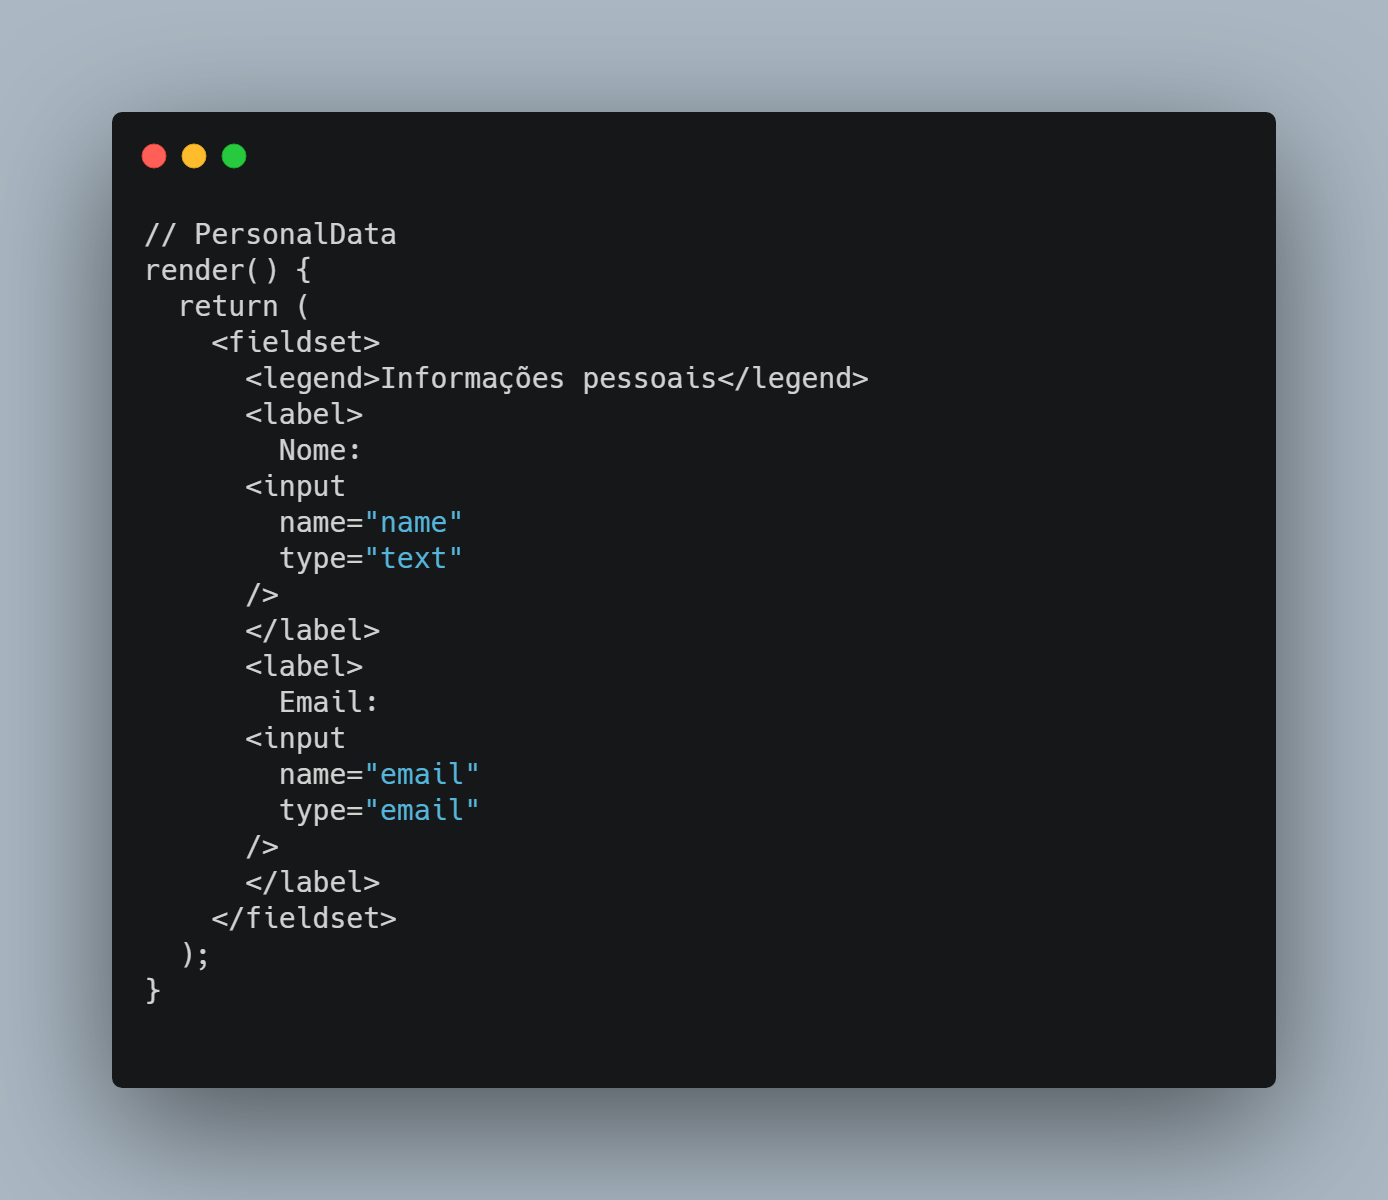 // PersonalData
render() {
  return (
    <fieldset>
      <legend>Informações pessoais</legend>
      <label>
        Nome:
      <input
        name="name"
        type="text"
      />
      </label>
      <label>
        Email:
      <input
        name="email"
        type="email"
      />
      </label>
    </fieldset>
  );
}